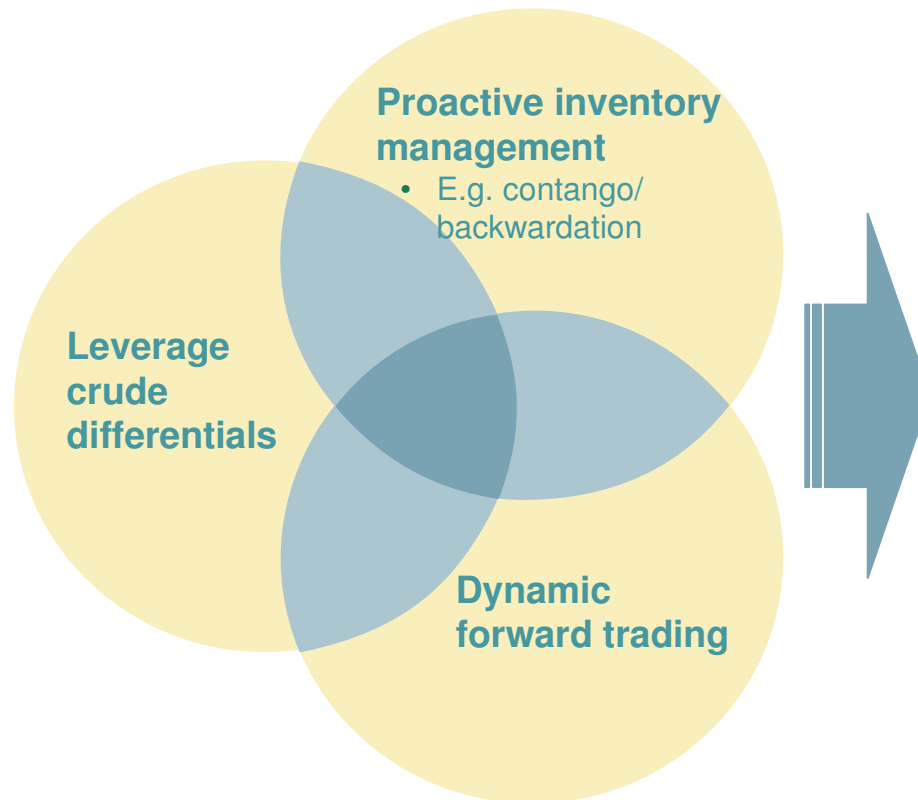 Proactive inventory
management
• E.g. contango/
backwardation
Leverage
crude
differentials
Dynamic
forward trading